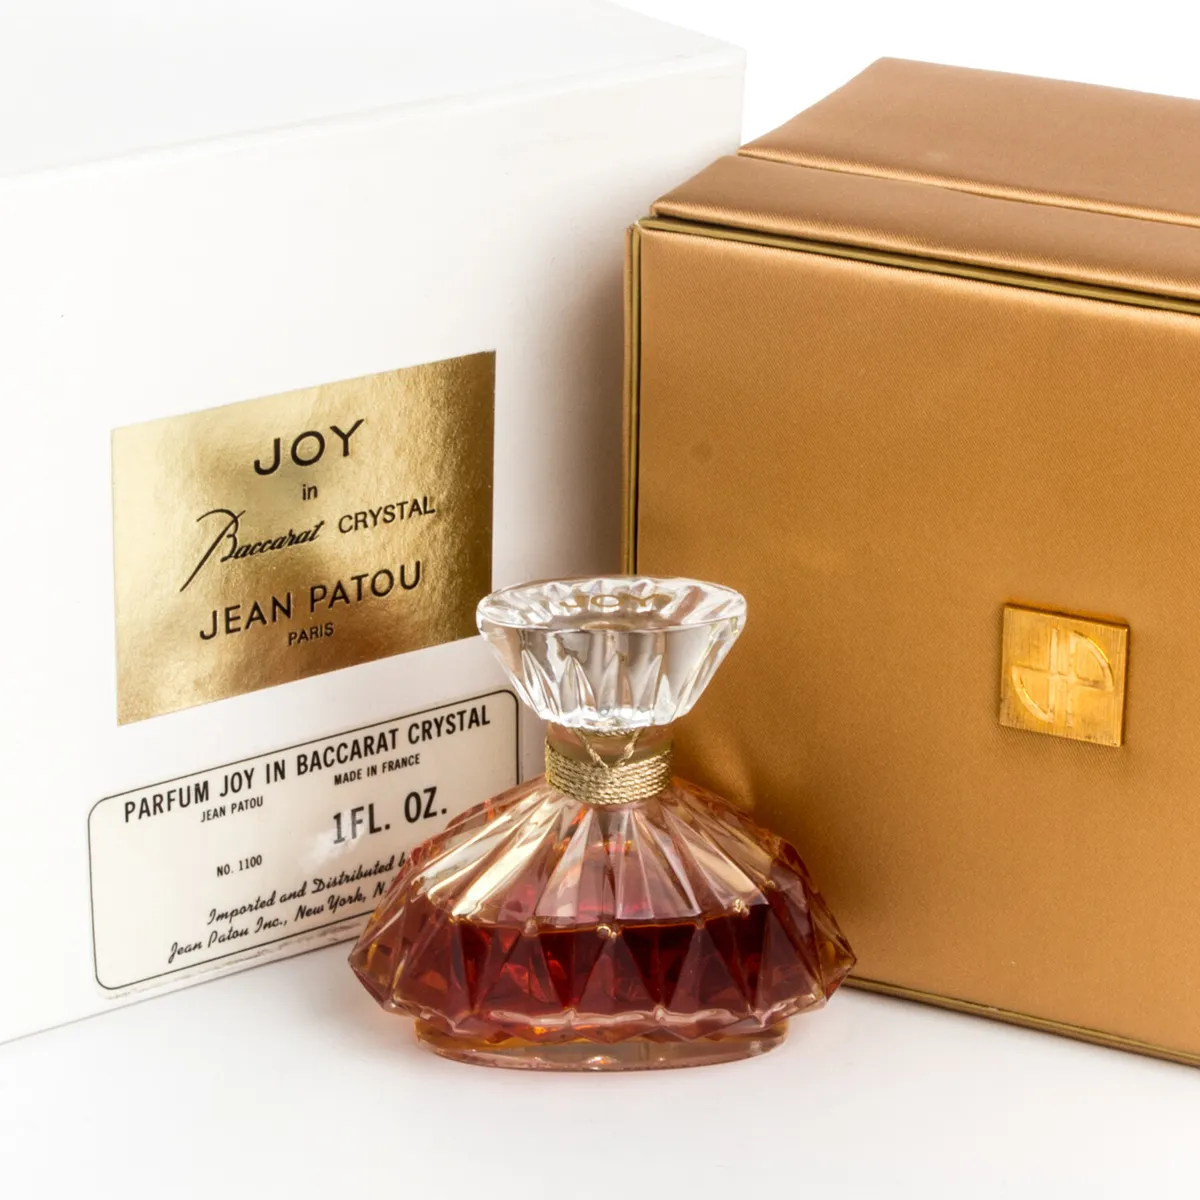 JOY
in
Baccarat CRYSTAL
JEAN PATOU
PARIS
PARFUM JOY IN BACCARAT CRYSTAL
JEAN PATOU MADE IN FRANCE
1FL. OZ.
NO. 1100
Imported and Distributed b
Jean Patou Inc., New York, N.
JOY